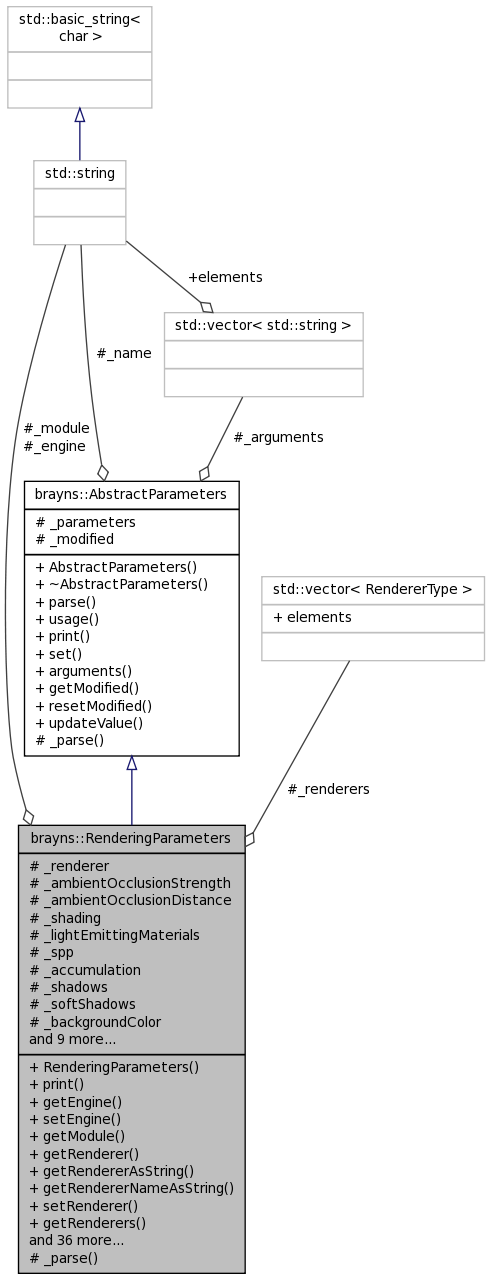 std::basic_string<
char >
std::string
+elements
std::vector< std::string >
#_name
#_module
#_engine
#_arguments
brayns::AbstractParameters
# _parameters
# _modified
+ AbstractParameters()
+ ~AbstractParameters()
+ parse()
+ usage()
+ print()
+ set()
+ arguments()
+ getModified()
+ resetModified()
+ updateValue()
# _parse()
std::vector< RendererType >
+ elements
#_renderers
brayns::RenderingParameters
# _renderer
# _ambientOcclusionStrength
# _ambientOcclusionDistance
# _shading
# _lightEmittingMaterials
# _spp
# _accumulation
# _shadows
# _softShadows
# _backgroundColor
and 9 more...
+ RenderingParameters()
+ print()
+ getEngine()
+ setEngine()
+ getModule()
+ getRenderer()
+ getRendererAsString()
+ getRendererNameAsString()
+ setRenderer()
+ getRenderers()
and 36 more...
# _parse()